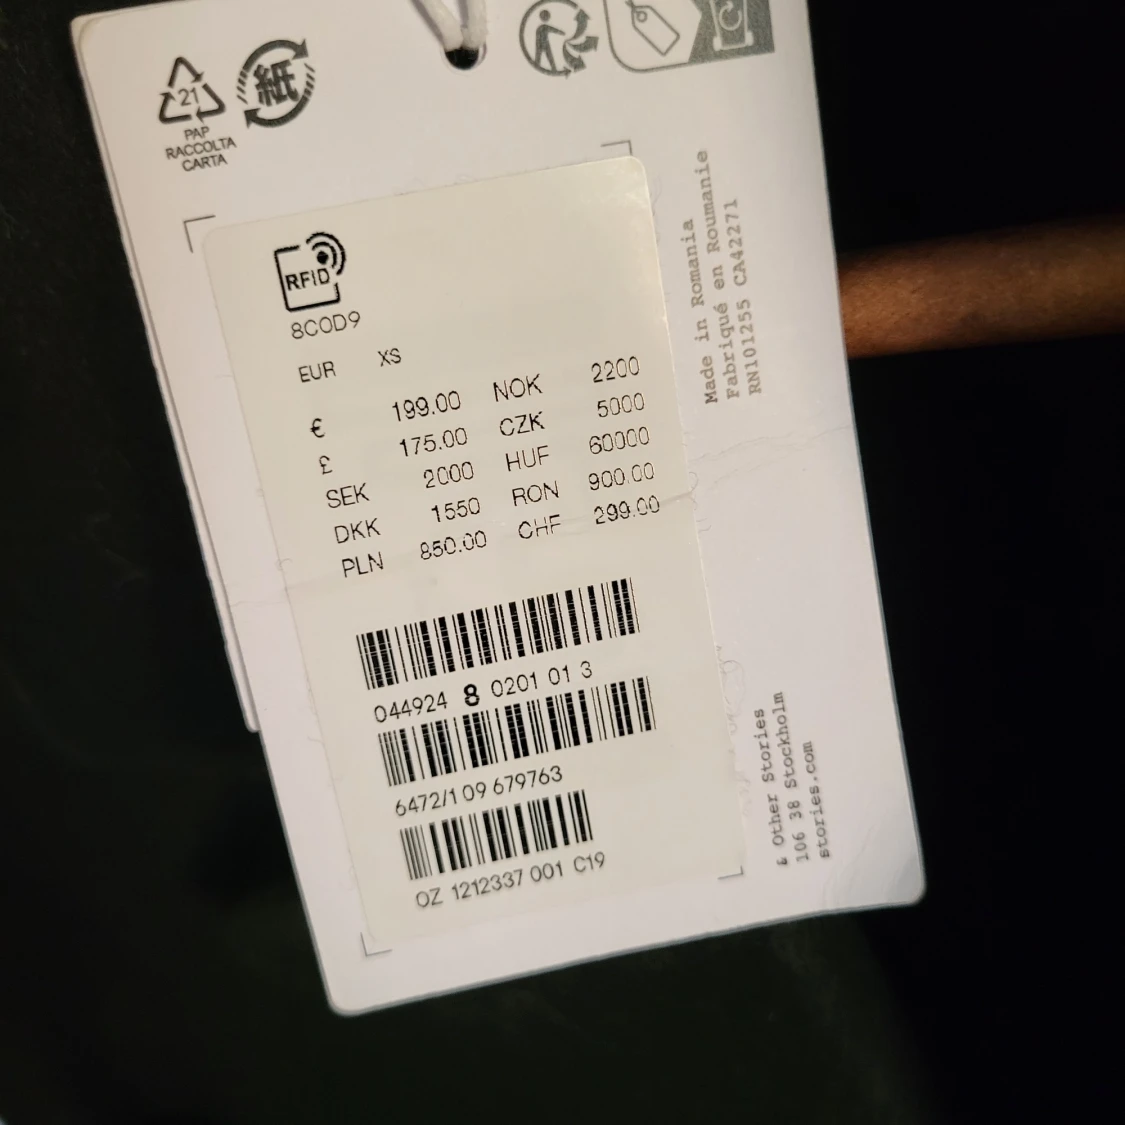 21
PAP
RACCOLTA
CARTA
紙
RFID
8COD9
EUR XS
€ 199.00 NOK 2200
£ 175.00 CZK 5000
SEK 2000 HUF 60000
DKK 1550 RON 900.00
PLN 850.00 CHF 299.00
044924 8 0201 01 3
6472/1 09 679763
OZ 1212337 001 C19
Made in Romania
Fabriqué en Roumanie
RN101255 CA42271
& Other Stories
106 38 Stockholm
stories.com